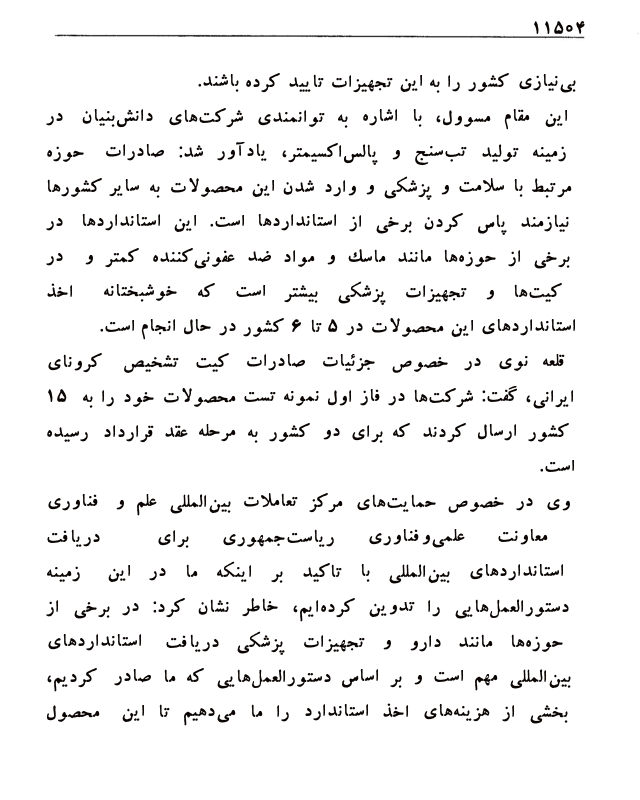 ۱۱۵۰۴
بی‌نیازی کشور را به این تجهیزات تایید کرده باشند.
این مقام مسوول، با اشاره به توانمندی شرکت‌های دانش‌بنیان در
زمینه تولید تب‌سنج و پالس‌اکسیمتر، یادآور شد: صادرات حوزه
مرتبط با سلامت و پزشکی و وارد شدن این محصولات به سایر کشورها
نیازمند پاس کردن برخی از استانداردها است. این استانداردها در
برخی از حوزه‌ها مانند ماسک و مواد ضد عفونی‌کننده کمتر و در
کیت‌ها و تجهیزات پزشکی بیشتر است که خوشبختانه اخذ
استانداردهای این محصولات در ۵ تا ۶ کشور در حال انجام است.
قلعه نوی در خصوص جزئیات صادرات کیت تشخیص کرونای
ایرانی، گفت: شرکت‌ها در فاز اول نمونه تست محصولات خود را به ۱۵
کشور ارسال کردند که برای دو کشور به مرحله عقد قرارداد رسیده
است.
وی در خصوص حمایت‌های مرکز تعاملات بین‌المللی علم و فناوری
معاونت علمی‌وفناوری ریاست‌جمهوری برای دریافت
استانداردهای بین‌المللی با تاکید بر اینکه ما در این زمینه
دستورالعمل‌هایی را تدوین کرده‌ایم، خاطر نشان کرد: در برخی از
حوزه‌ها مانند دارو و تجهیزات پزشکی دریافت استانداردهای
بین‌المللی مهم است و بر اساس دستورالعمل‌هایی که ما صادر کردیم،
بخشی از هزینه‌های اخذ استاندارد را ما می‌دهیم تا این محصول